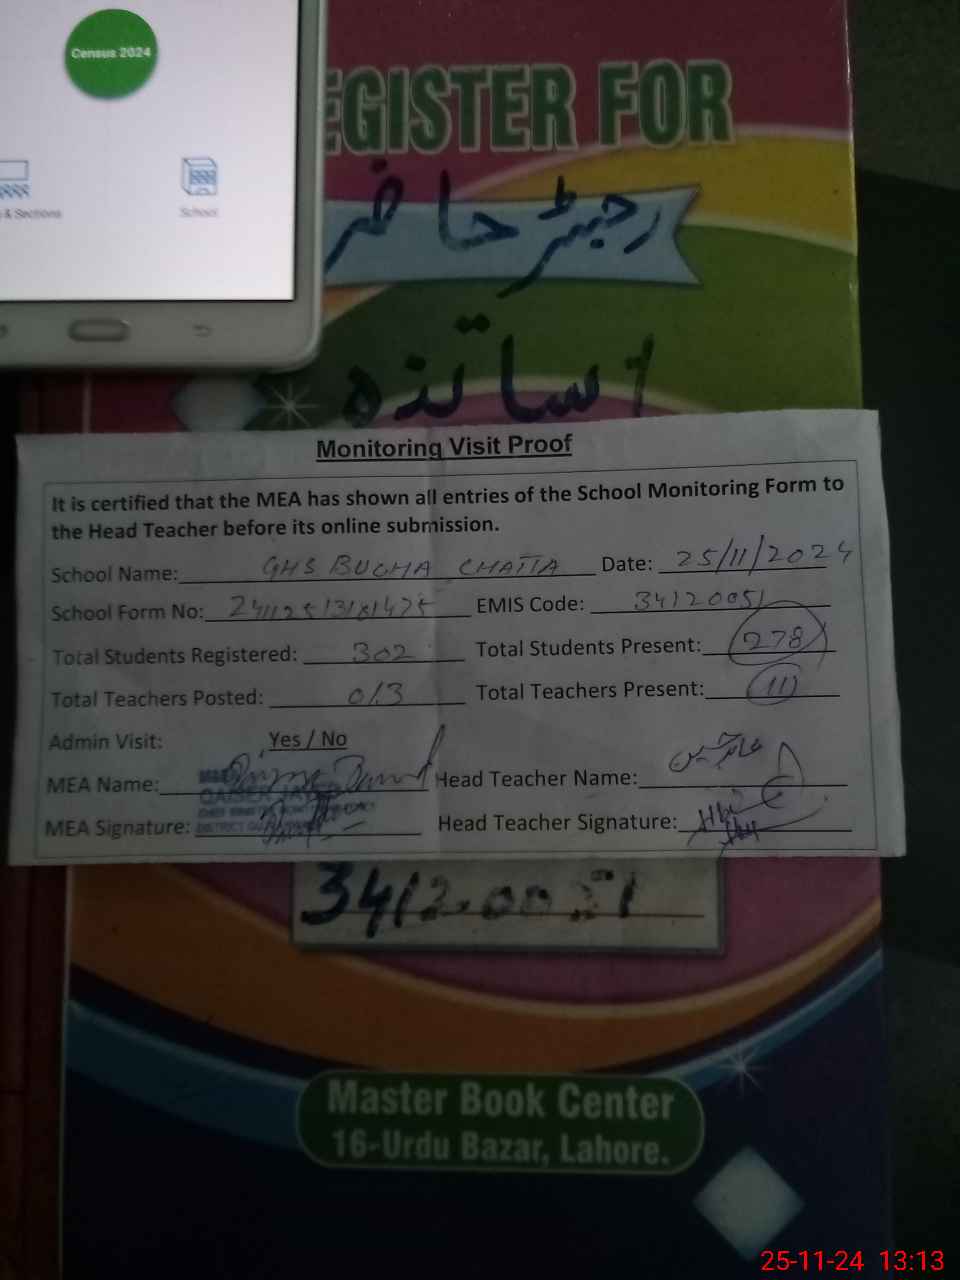 Census 2024
& Sections
School
EGISTER FOR
رجسٹر حاضر
اساتذہ
Monitoring Visit Proof
It is certified that the MEA has shown all entries of the School Monitoring Form to
the Head Teacher before its online submission.
School Name: GHS BUGHA CHATTA Date: 25/11/2024
School Form No: EMIS Code: 34120051
Total Students Registered: 302 Total Students Present: 278
Total Teachers Posted: 013 Total Teachers Present: 11
Admin Visit: Yes / No
MEA Name: Head Teacher Name:
MEA Signature: Head Teacher Signature:
34120051
Master Book Center
16-Urdu Bazar, Lahore.
25-11-24 13:13